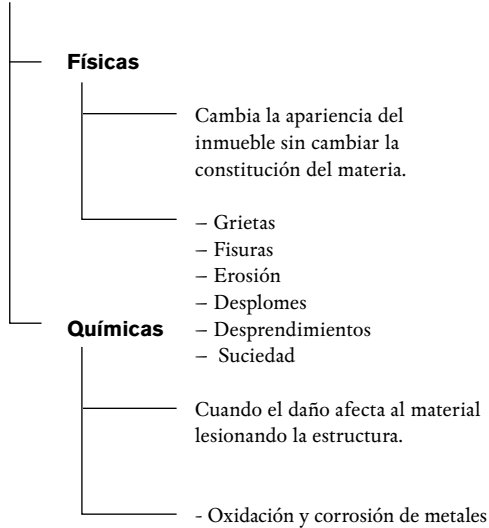 Físicas
Cambia la apariencia del
inmueble sin cambiar la
constitución del materia.
– Grietas
– Fisuras
– Erosión
– Desplomes
– Desprendimientos
– Suciedad
Químicas
Cuando el daño afecta al material
lesionando la estructura.
- Oxidación y corrosión de metales